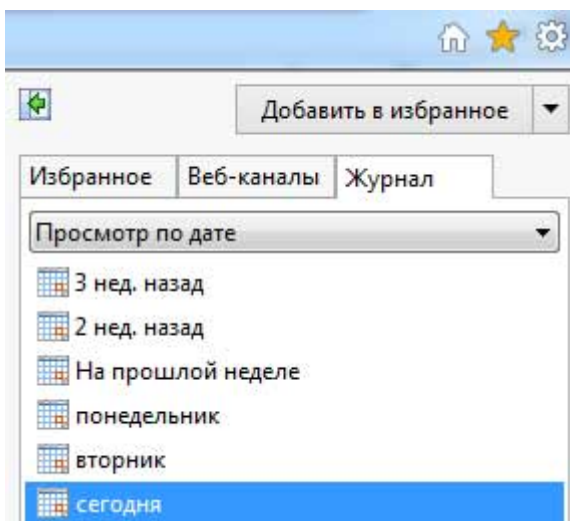 Добавить в избранное
Избранное Веб-каналы Журнал
Просмотр по дате
3 нед. назад
2 нед. назад
На прошлой неделе
понедельник
вторник
сегодня